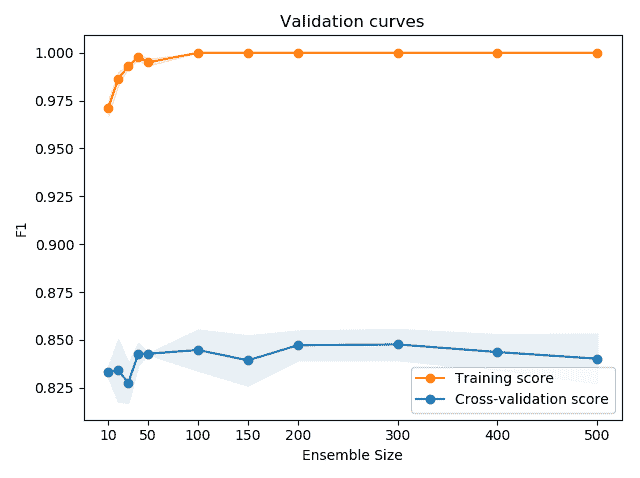 Validation curves
1.000
0.975
0.950
0.925
0.900
0.875
0.850
0.825
F1
10 50 100 150 200 300 400 500
Ensemble Size
Training score
Cross-validation score